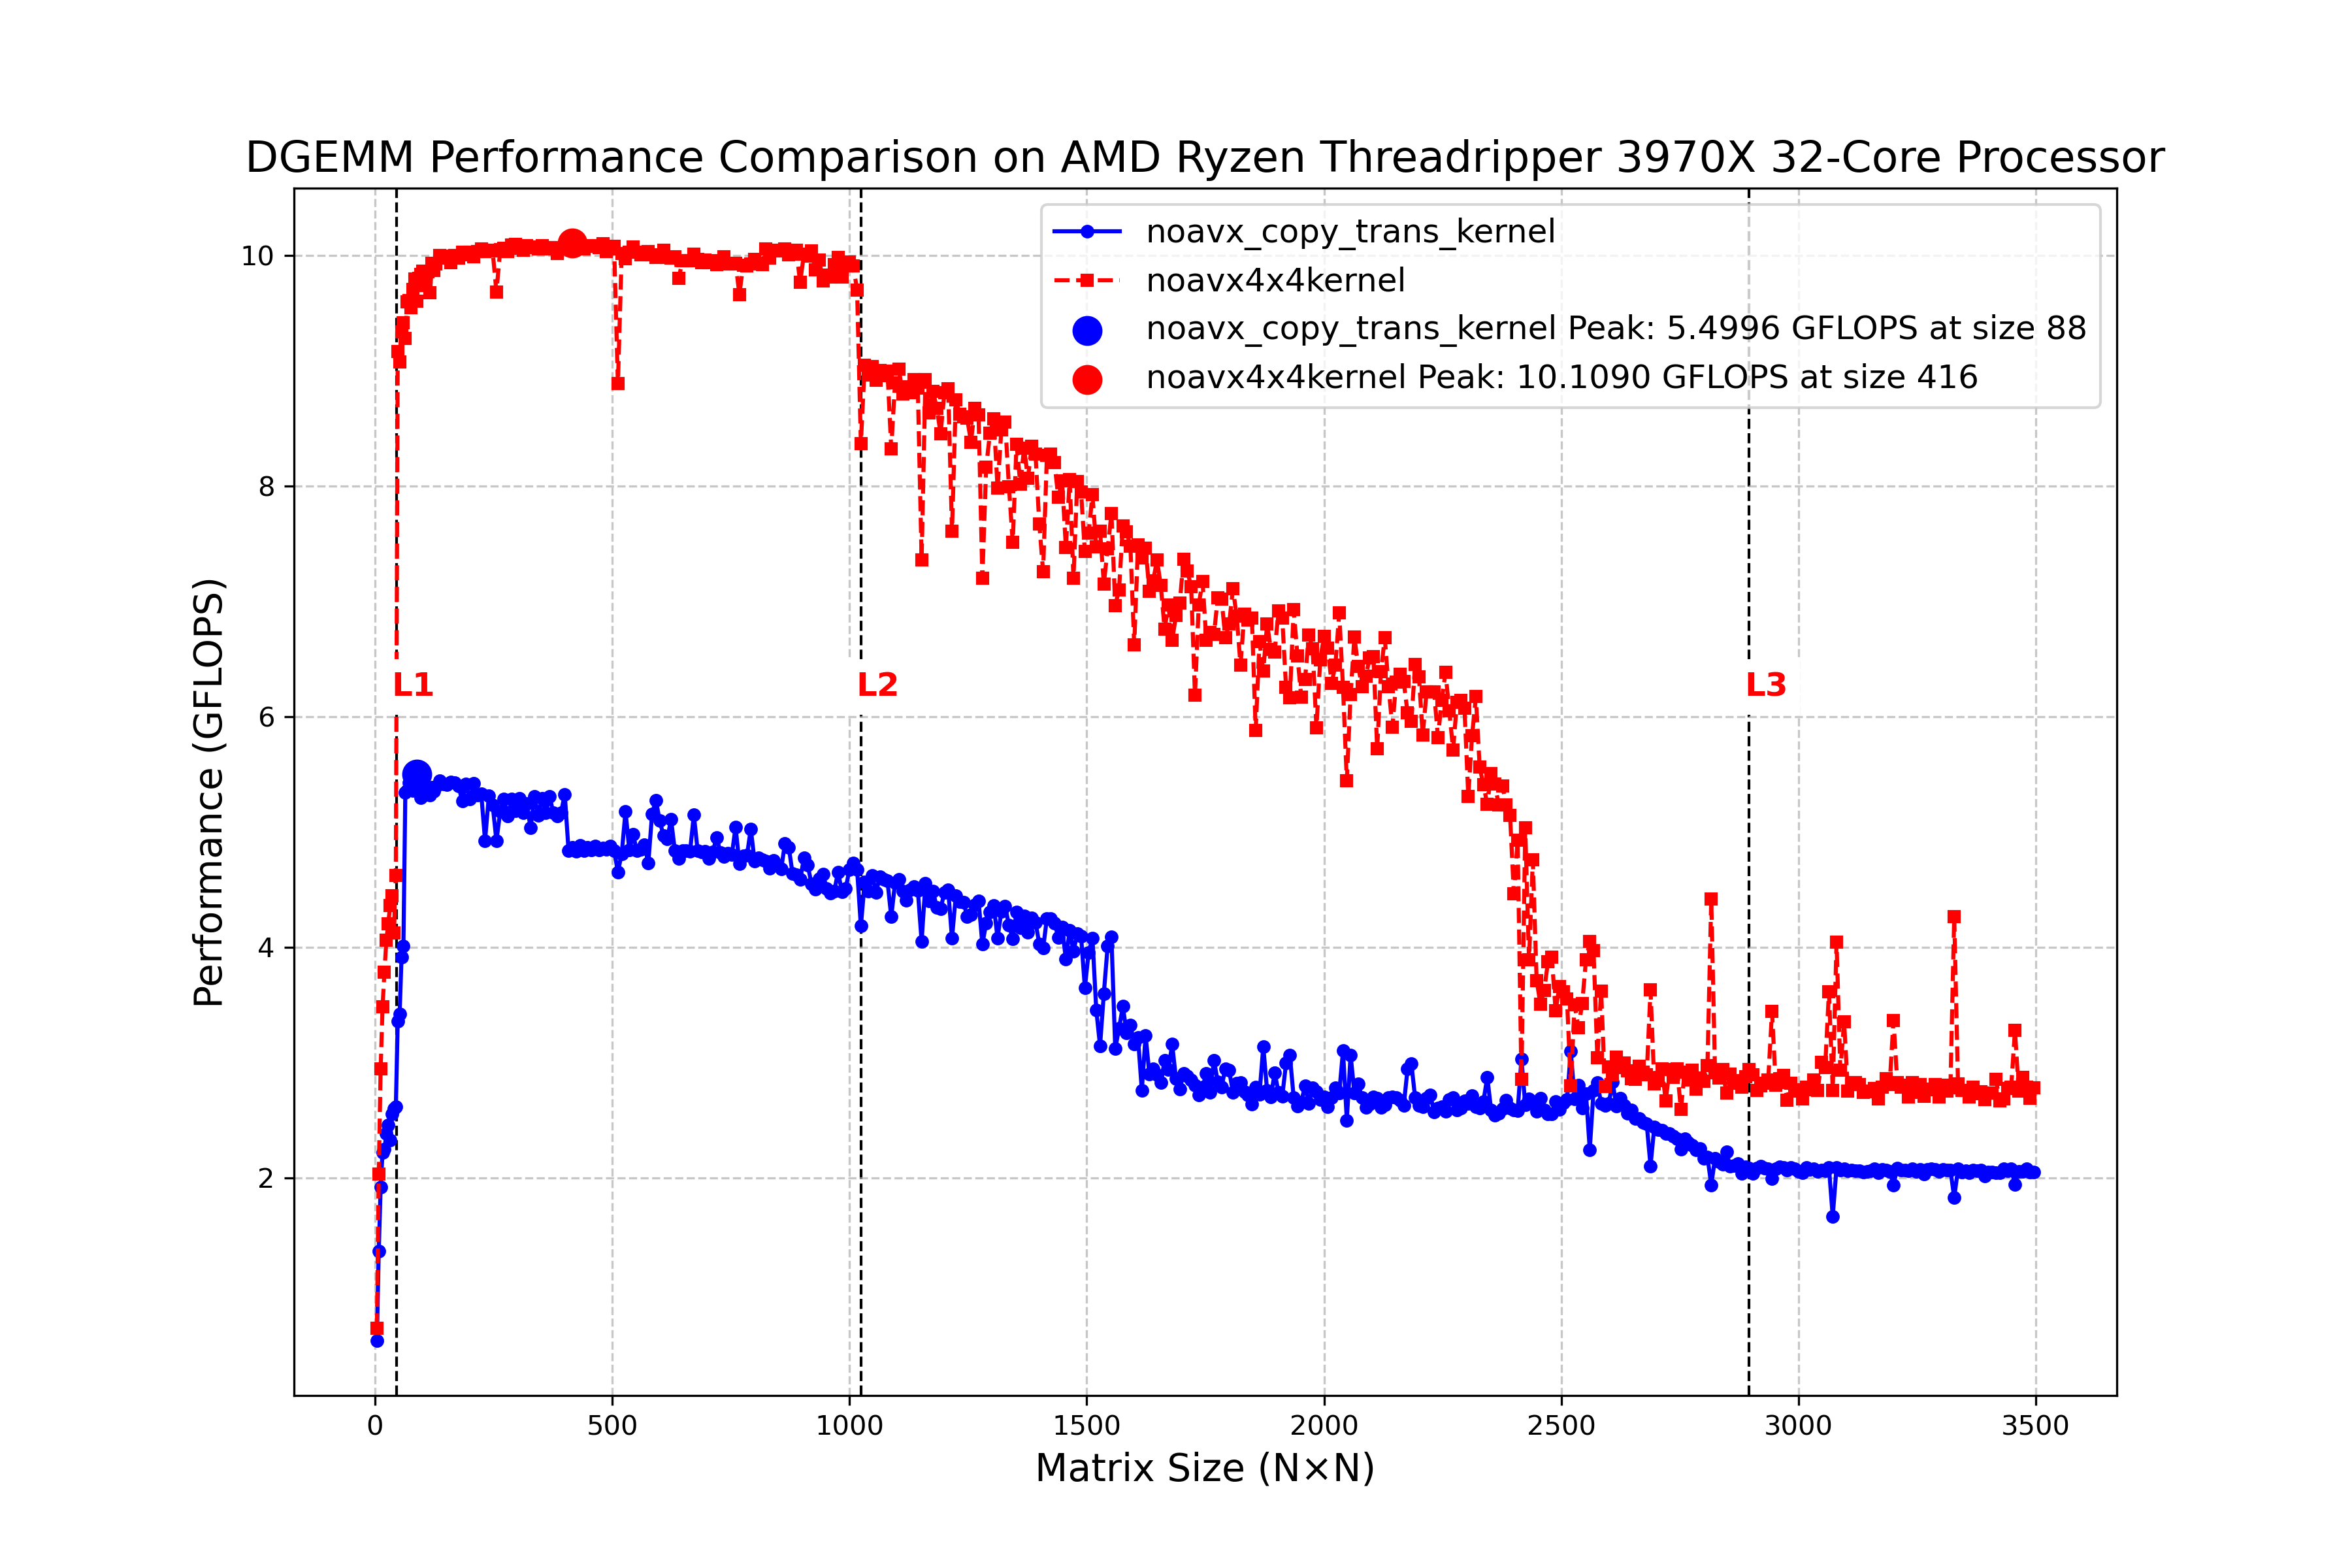 DGEMM Performance Comparison on AMD Ryzen Threadripper 3970X 32-Core Processor
noavx_copy_trans_kernel
noavx4x4kernel
noavx_copy_trans_kernel Peak: 5.4996 GFLOPS at size 88
noavx4x4kernel Peak: 10.1090 GFLOPS at size 416
Performance (GFLOPS)
10
8
6
4
2
L1
L2
L3
0
500
1000
1500
2000
2500
3000
3500
Matrix Size (N×N)